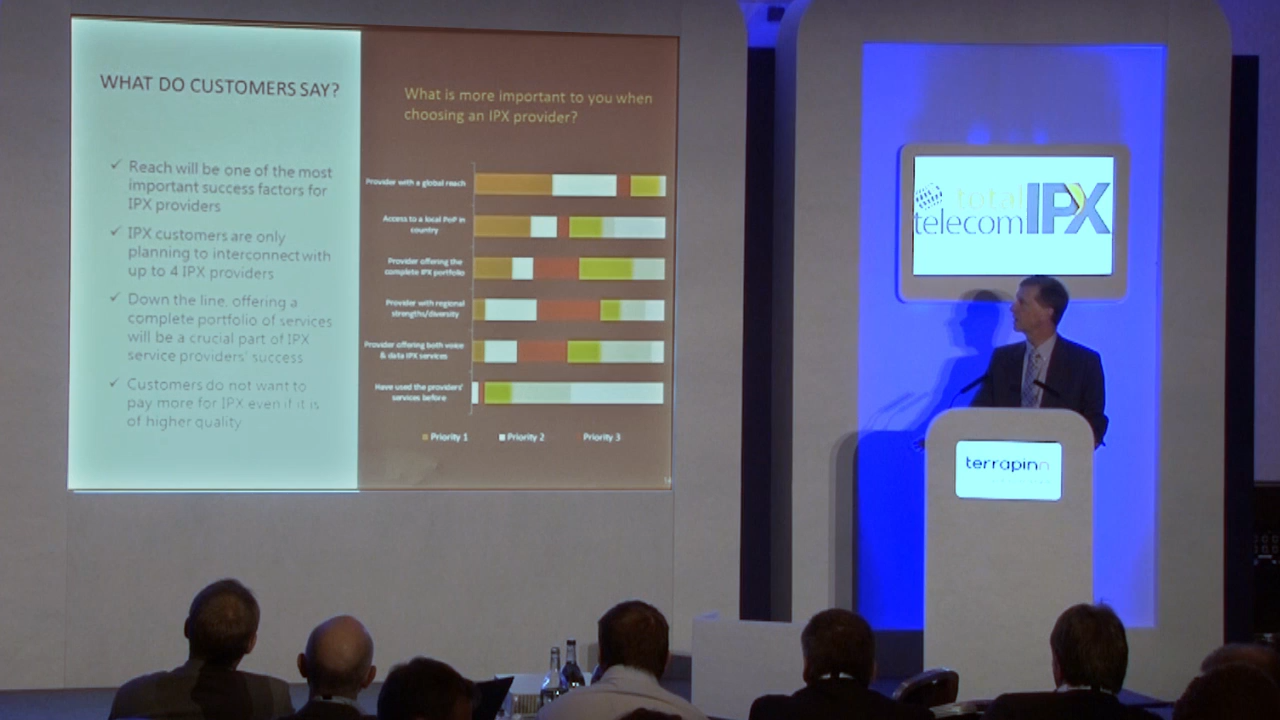 WHAT DO CUSTOMERS SAY?
✓ Reach will be one of the most
important success factors for
IPX providers
✓ IPX customers are only
planning to interconnect with
up to 4 IPX providers
✓ Down the line, offering a
complete portfolio of services
will be a crucial part of IPX
service providers' success
✓ Customers do not want to
pay more for IPX even if it is
of higher quality
What is more important to you when
choosing an IPX provider?
Provider with a global reach
Access to a local PoP in
country
Provider offering the
complete IPX portfolio
Provider with regional
strengths/diversity
Provider offering both voice
& data IPX services
Have used the providers'
services before
Priority 1 Priority 2 Priority 3
total
telecom IPX
terrapinn